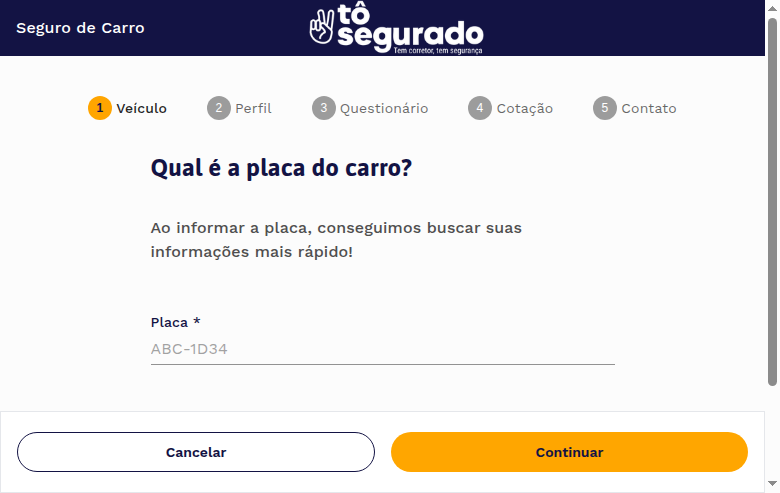 Seguro de Carro
tô
segurado
Tem corretor, tem segurança
1 Veículo
2 Perfil
3 Questionário
4 Cotação
5 Contato
Qual é a placa do carro?
Ao informar a placa, conseguimos buscar suas
informações mais rápido!
Placa *
ABC-1D34
Cancelar
Continuar